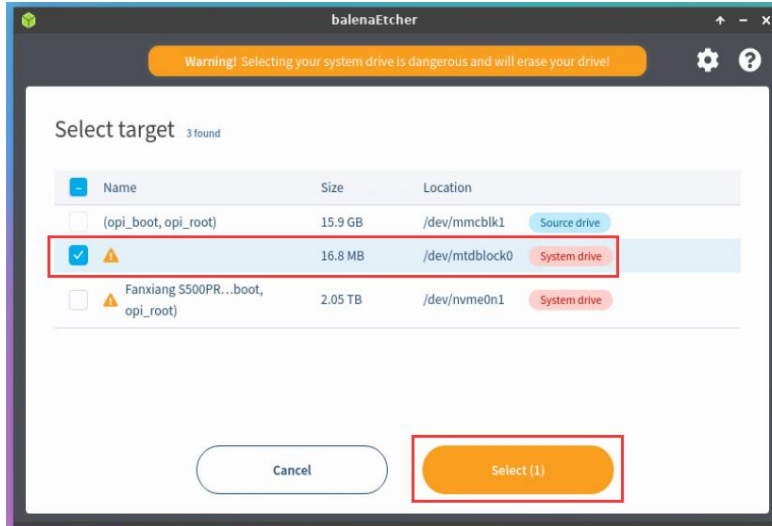 balenaEtcher
Warning! Selecting your system drive is dangerous and will erase your drive!
Select target 3 found
Name Size Location
(opi_boot, opi_root) 15.9 GB /dev/mmcblk1 Source drive
16.8 MB /dev/mtdblock0 System drive
Fanxiang S500PR...boot, opi_root) 2.05 TB /dev/nvme0n1 System drive
Cancel Select (1)